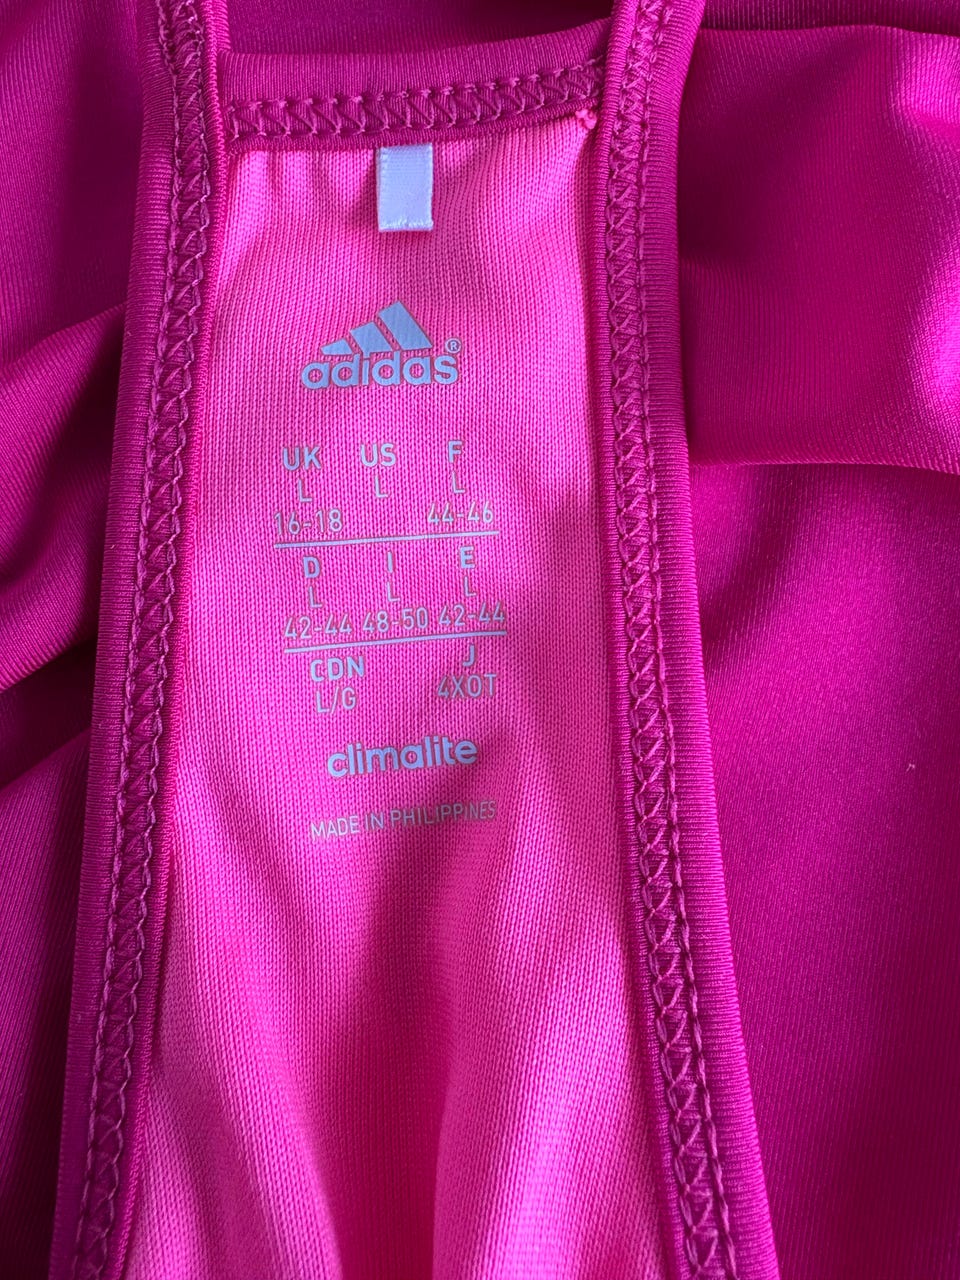 adidas®
UK US F
L L L
16-18 44-46
D I E
L L L
42-44 48-50 42-44
CDN J
L/G 4XOT
climalite
MADE IN PHILIPPINES